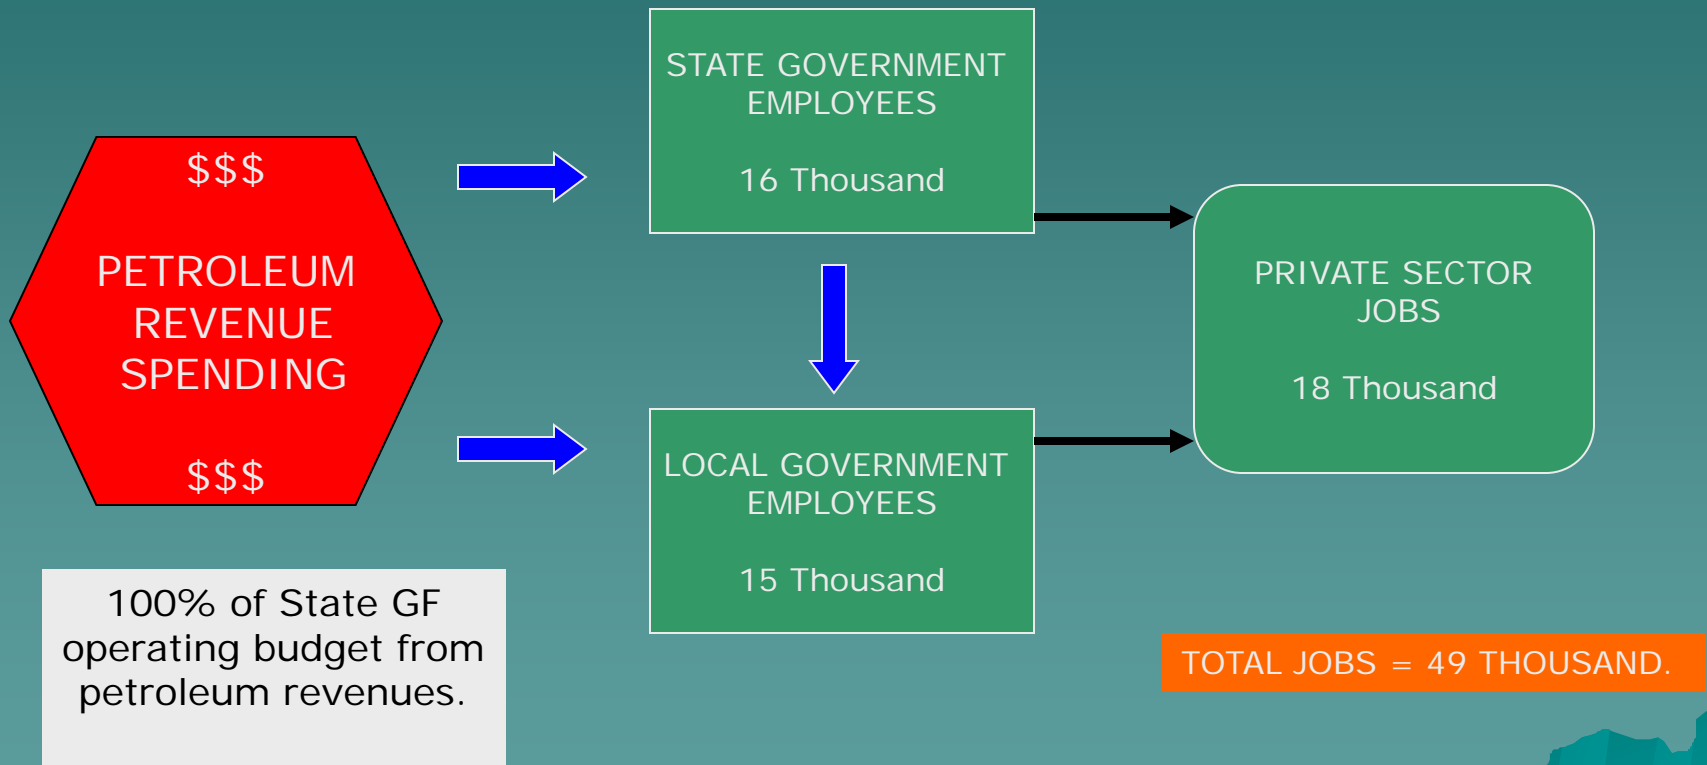 $$$
PETROLEUM
REVENUE
SPENDING
$$$
100% of State GF
operating budget from
petroleum revenues.
STATE GOVERNMENT
EMPLOYEES
16 Thousand
LOCAL GOVERNMENT
EMPLOYEES
15 Thousand
PRIVATE SECTOR
JOBS
18 Thousand
TOTAL JOBS = 49 THOUSAND.